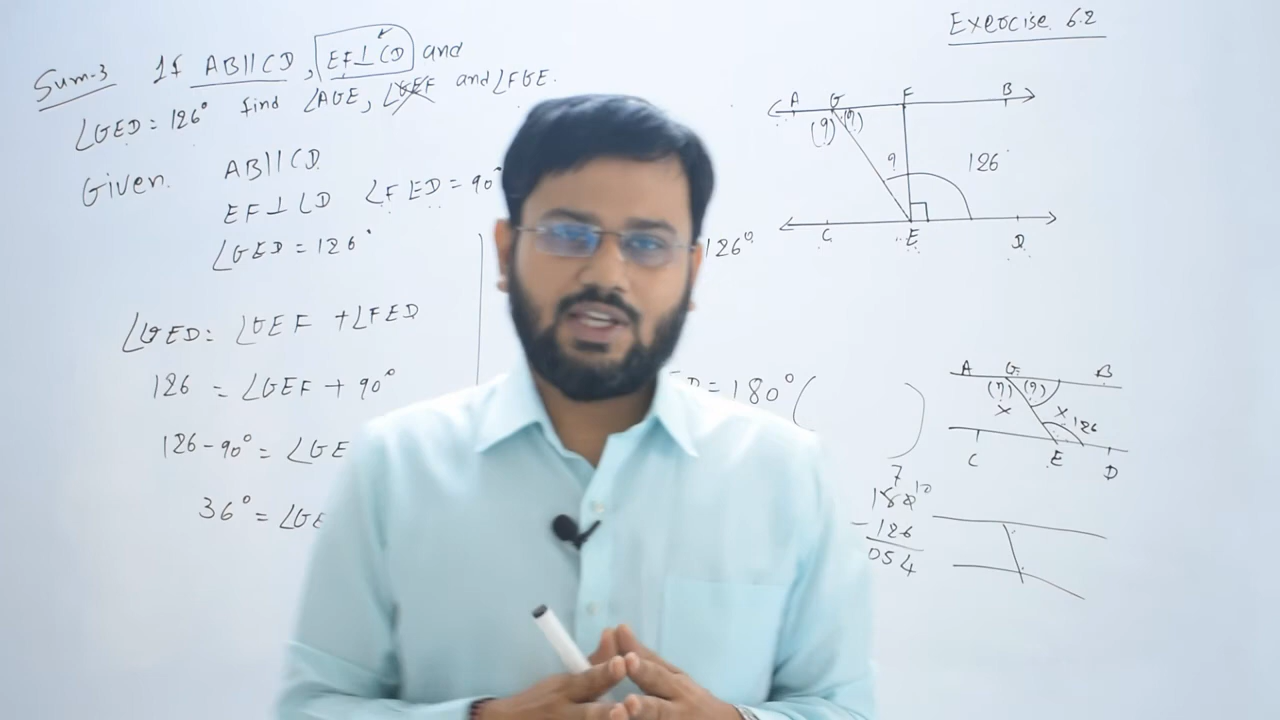 Exercise 6.2
Sum-3 If AB||CD, EF⊥CD and
∠GED = 126° find ∠AGE, ∠GEF and ∠FGE.
Given. AB||CD
EF⊥CD ∠FED = 90°
∠GED = 126°
∠GED = ∠GEF + ∠FED
126 = ∠GEF + 90°
126-90° = ∠GE
36° = ∠GE
126°
= 180° ( )
A G F B
(?) (?)
? 126°
C E D
A G B
(?) (?)
x x 126
C E D
7 10
180
-126
054